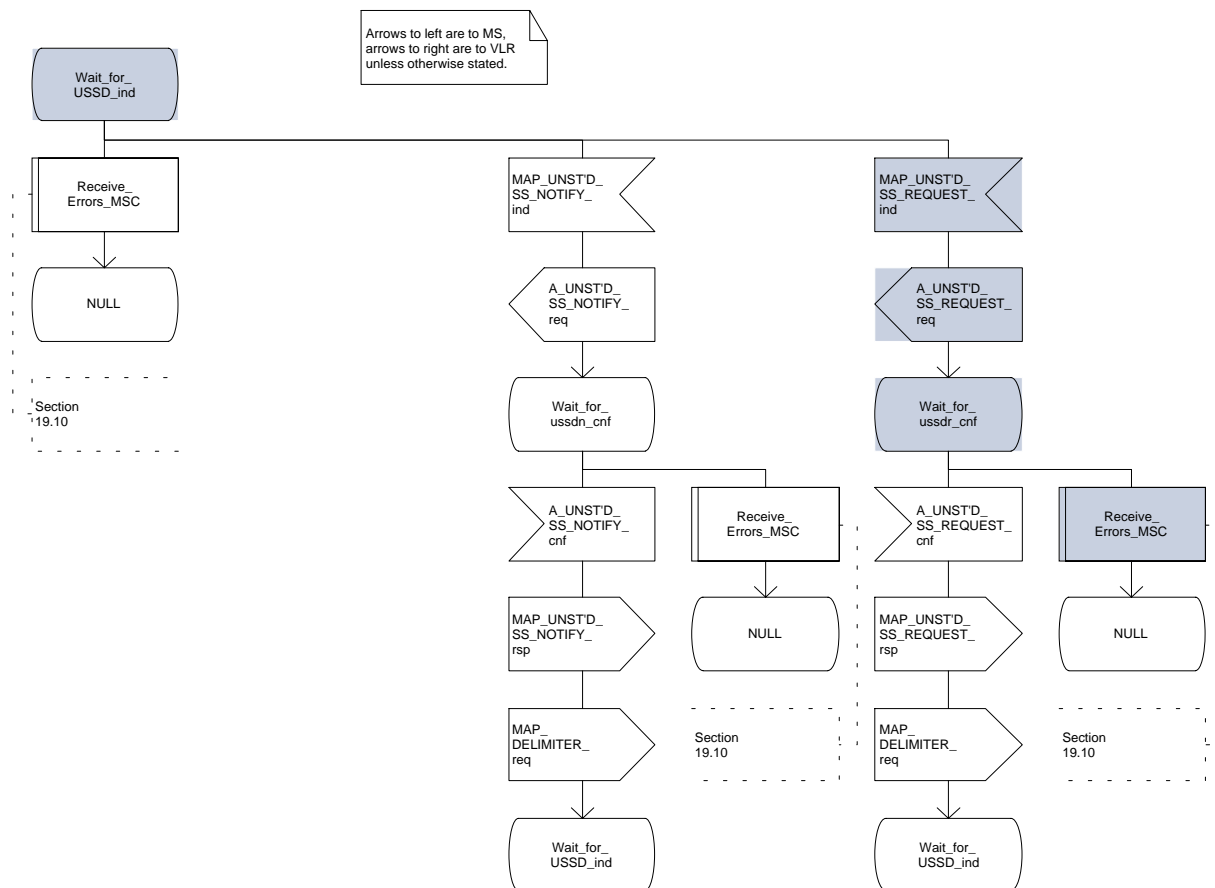 Arrows to left are to MS,
arrows to right are to VLR
unless otherwise stated.
Wait_for_
USSD_ind
Receive_
Errors_MSC
NULL
Section
19.10
MAP_UNST'D_
SS_NOTIFY_
ind
A_UNST'D_
SS_NOTIFY_
req
Wait_for_
ussdn_cnf
A_UNST'D_
SS_NOTIFY_
cnf
MAP_UNST'D_
SS_NOTIFY_
rsp
MAP_
DELIMITER_
req
Wait_for_
USSD_ind
Receive_
Errors_MSC
NULL
Section
19.10
MAP_UNST'D_
SS_REQUEST_
ind
A_UNST'D_
SS_REQUEST_
req
Wait_for_
ussdr_cnf
A_UNST'D_
SS_REQUEST_
cnf
MAP_UNST'D_
SS_REQUEST_
rsp
MAP_
DELIMITER_
req
Wait_for_
USSD_ind
Receive_
Errors_MSC
NULL
Section
19.10